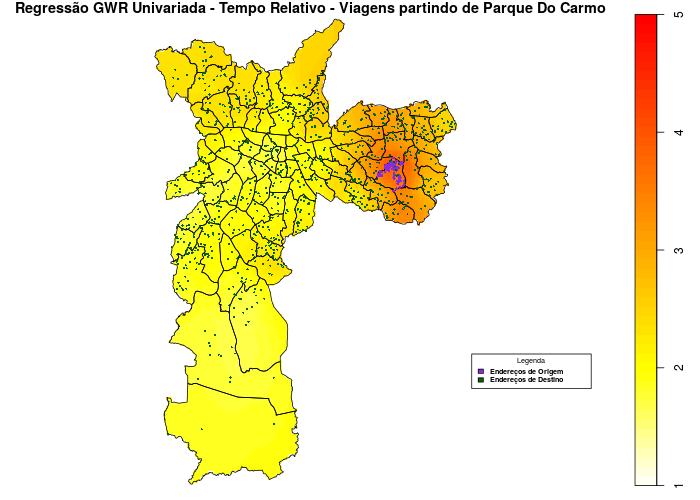 Regressão GWR Univariada - Tempo Relativo - Viagens partindo de Parque Do Carmo
5
4
3
2
1
Legenda
Endereços de Origem
Endereços de Destino